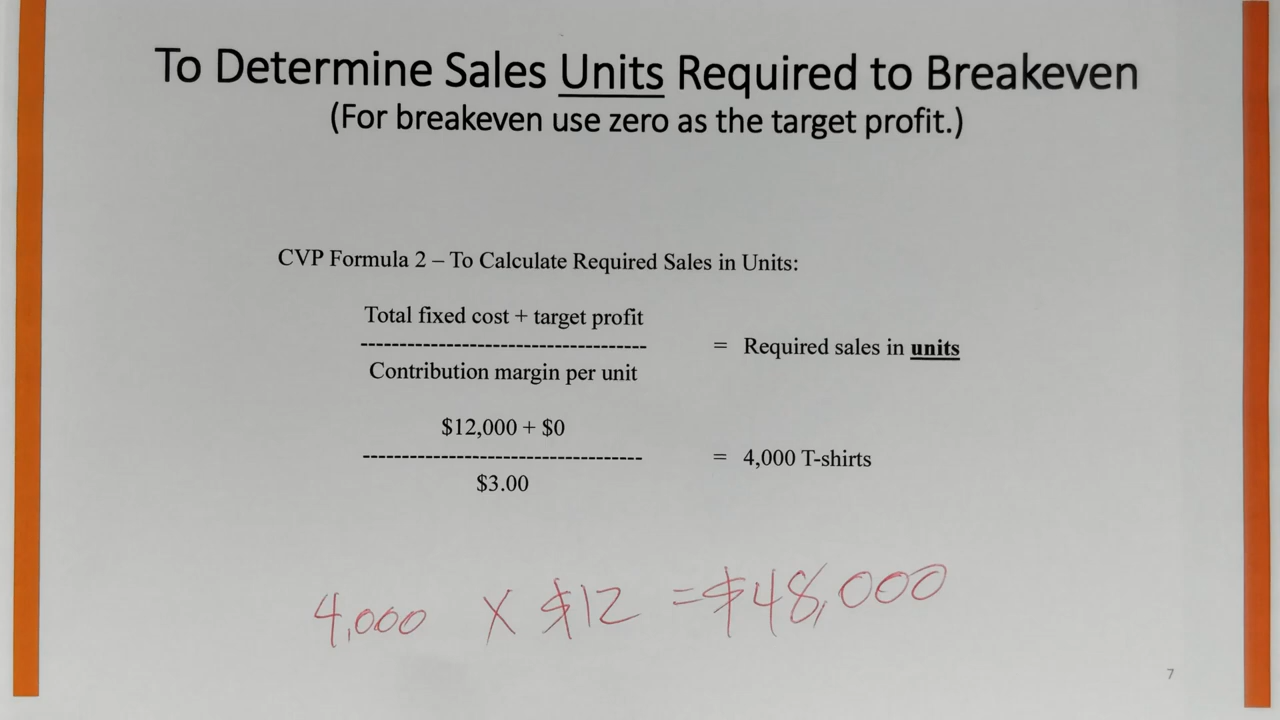 To Determine Sales Units Required to Breakeven
(For breakeven use zero as the target profit.)
CVP Formula 2 – To Calculate Required Sales in Units:
Total fixed cost + target profit
----------------------------------- = Required sales in units
Contribution margin per unit
$12,000 + $0
----------------------------------- = 4,000 T-shirts
$3.00
4,000 X $12 = $48,000
7